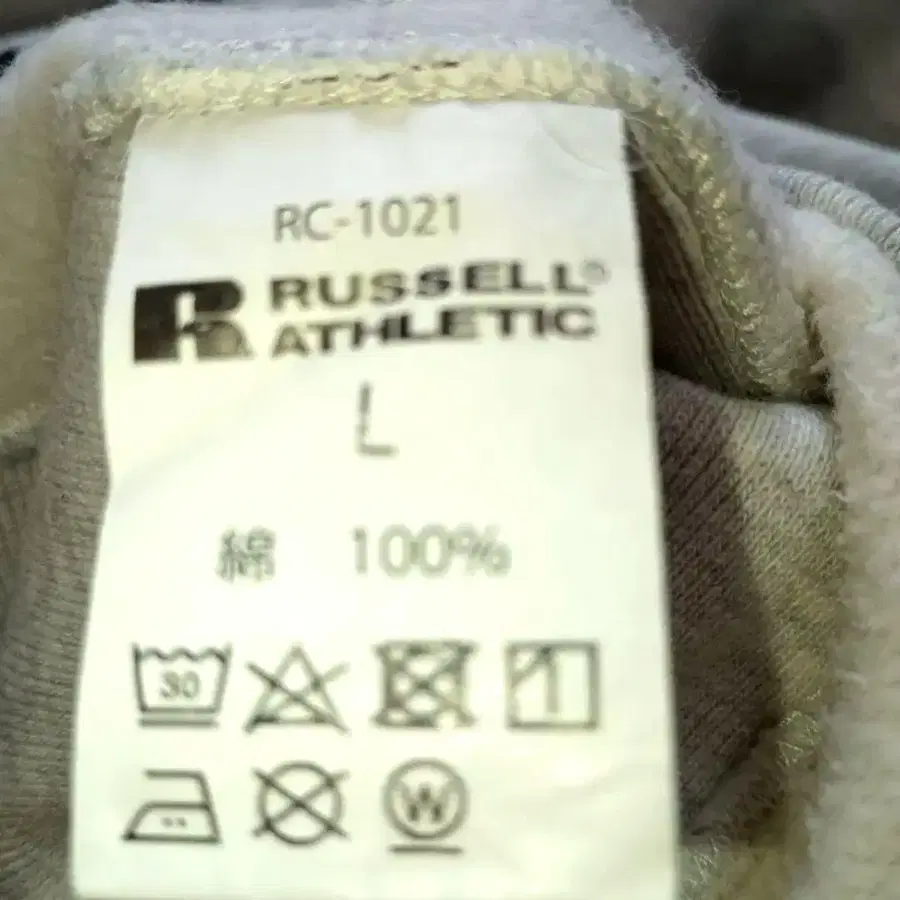 RC-1021
RUSSELL®
ATHLETIC
L
綿 100%
30
W